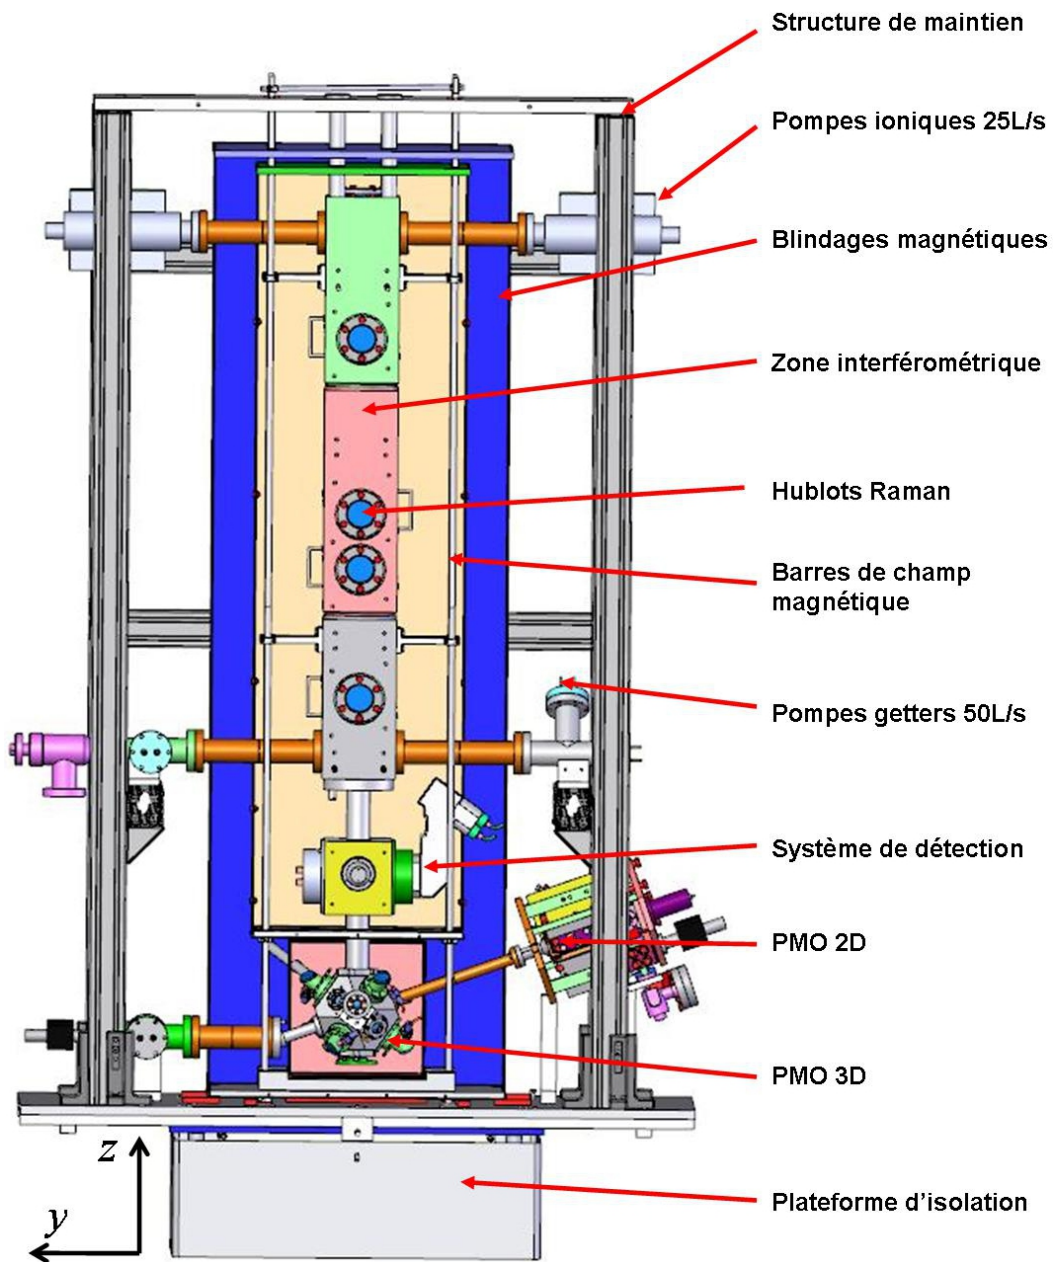 Structure de maintien
Pompes ioniques 25L/s
Blindages magnétiques
Zone interférométrique
Hublots Raman
Barres de champ
magnétique
Pompes getters 50L/s
Système de détection
PMO 2D
PMO 3D
z
y
Plateforme d'isolation